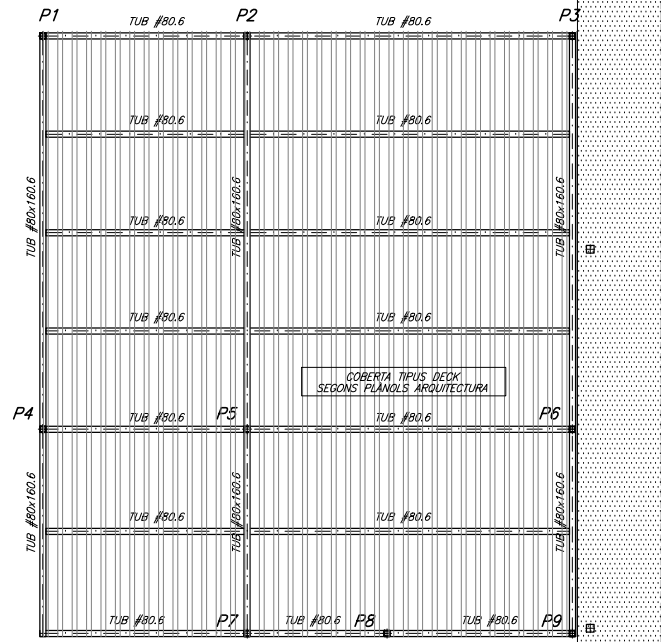 P1
P2
P3
TUB #80.6
TUB #80.6
TUB #80.6
TUB #80.6
TUB #80x160.6
TUB #80x160.6
TUB #80x160.6
TUB #80.6
TUB #80.6
TUB #80.6
TUB #80.6
COBERTA TIPUS DECK
SEGONS PLÀNOLS ARQUITECTURA
P4
P5
P6
TUB #80.6
TUB #80.6
TUB #80x160.6
TUB #80x160.6
TUB #80x160.6
TUB #80.6
TUB #80.6
P7
P8
P9
TUB #80.6
TUB #80.6
TUB #80.6